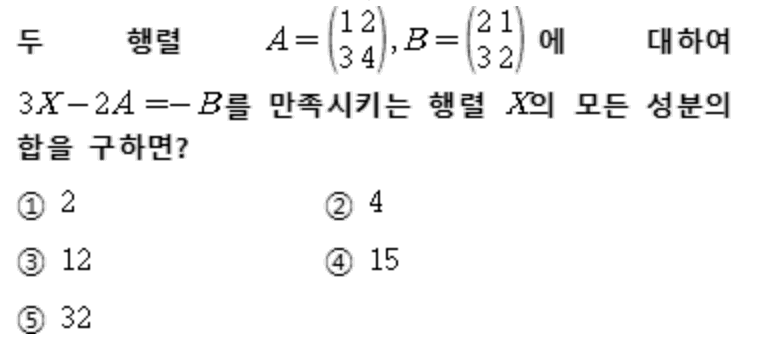 두 행렬 A=(1 2 3 4), B=(2 1 3 2) 에 대하여
3X-2A=-B를 만족시키는 행렬 X의 모든 성분의
합을 구하면?
① 2 ② 4
③ 12 ④ 15
⑤ 32